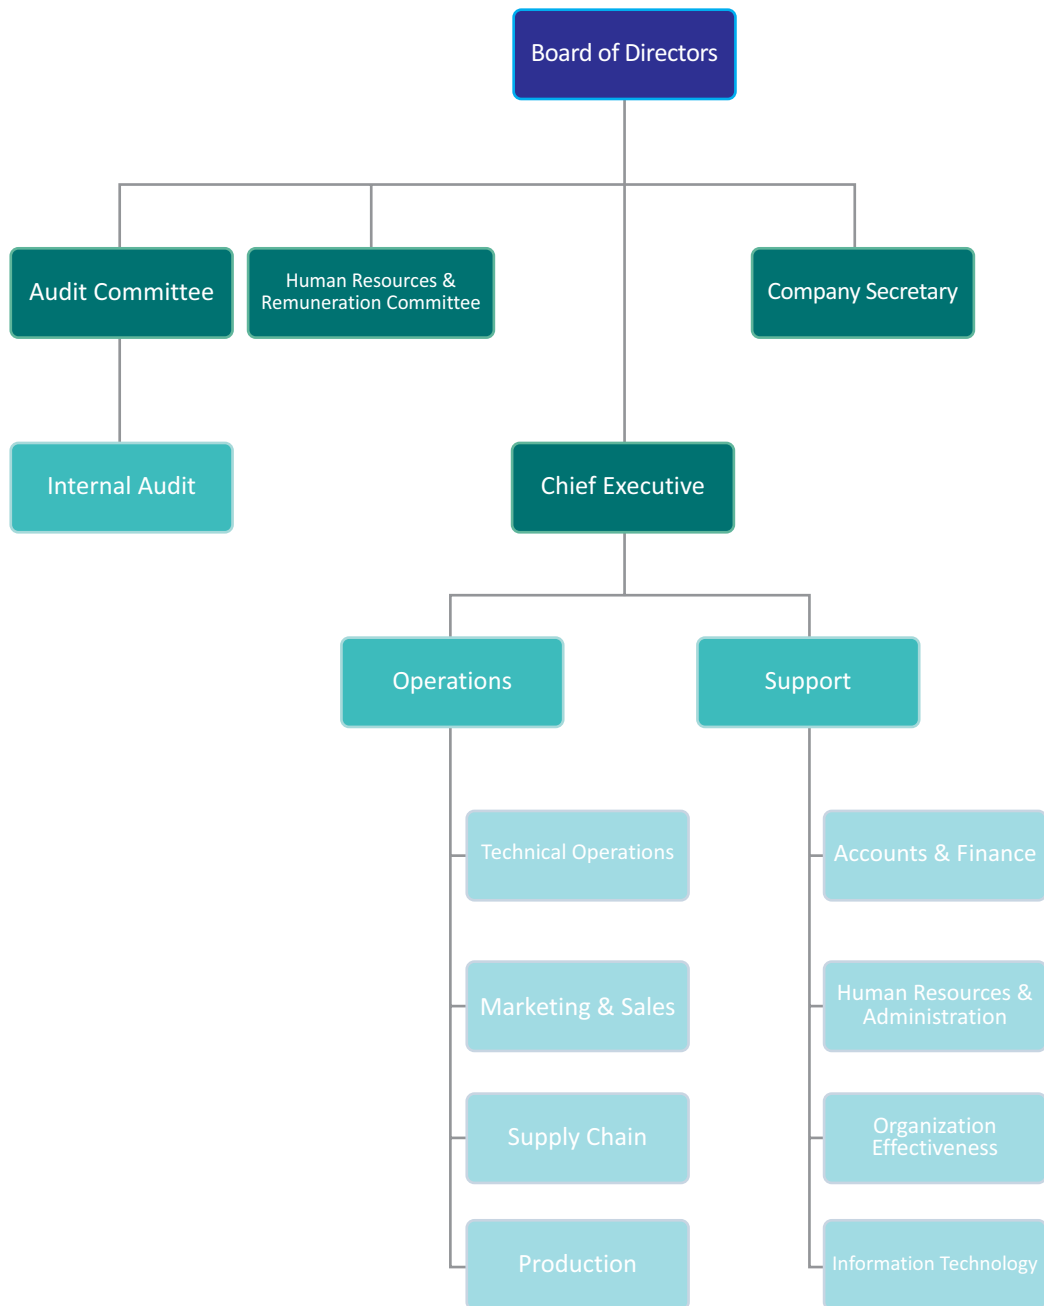 Board of Directors
Audit Committee
Human Resources &
Remuneration Committee
Company Secretary
Internal Audit
Chief Executive
Operations
Support
Technical Operations
Accounts & Finance
Marketing & Sales
Human Resources &
Administration
Supply Chain
Organization
Effectiveness
Production
Information Technology